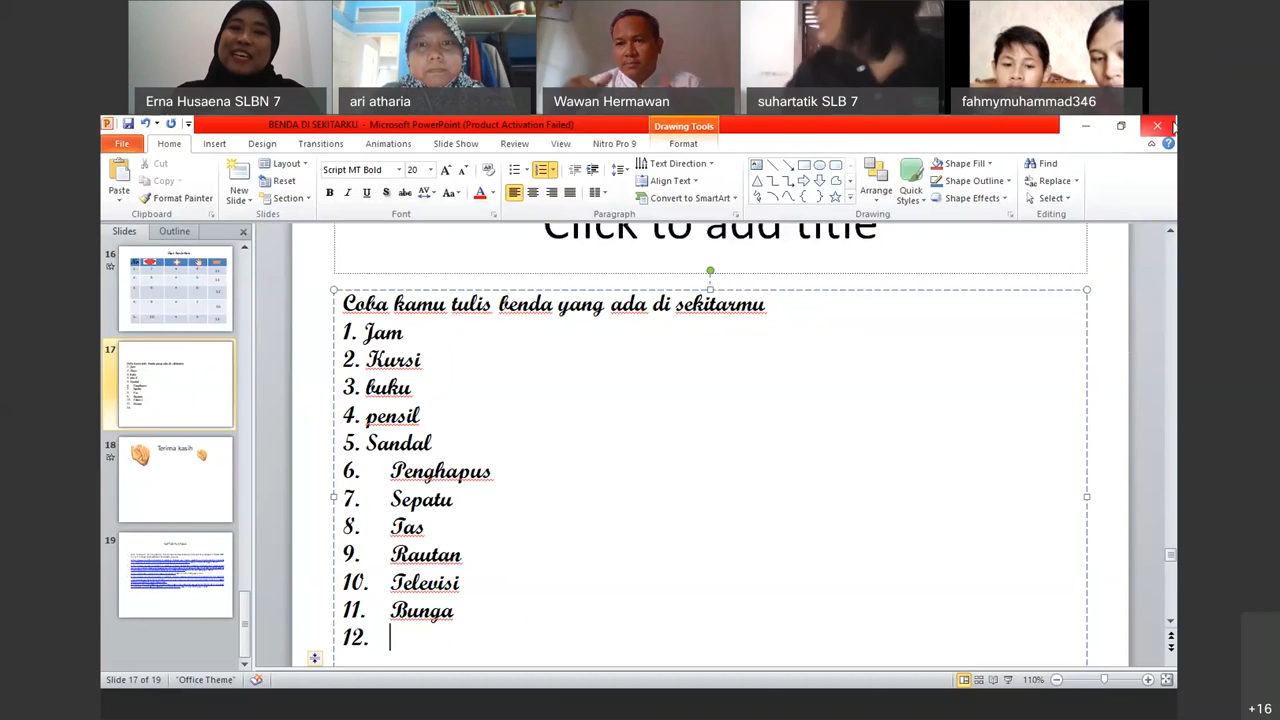 Erna Husaena SLBN 7
ari atharia
Wawan Hermawan
suhartatik SLB 7
fahmymuhammad346
BENDA DI SEKITARKU - Microsoft PowerPoint (Product Activation Failed)
Drawing Tools
File Home Insert Design Transitions Animations Slide Show Review View Nitro Pro 9 Format
Paste
Cut
Copy
Format Painter
Clipboard
New Slide
Layout
Reset
Section
Slides
Script MT Bold 20
Font
Text Direction
Align Text
Convert to SmartArt
Paragraph
Arrange
Quick Styles
Shape Fill
Shape Outline
Shape Effects
Drawing
Find
Replace
Select
Editing
Slides Outline
16
17
18
Terima kasih
19
Click to add title
Coba kamu tulis benda yang ada di sekitarmu
1. Jam
2. Kursi
3. buku
4. pensil
5. Sandal
6. Penghapus
7. Sepatu
8. Tas
9. Rautan
10. Televisi
11. Bunga
12.
Slide 17 of 19 "Office Theme" 110%
+16